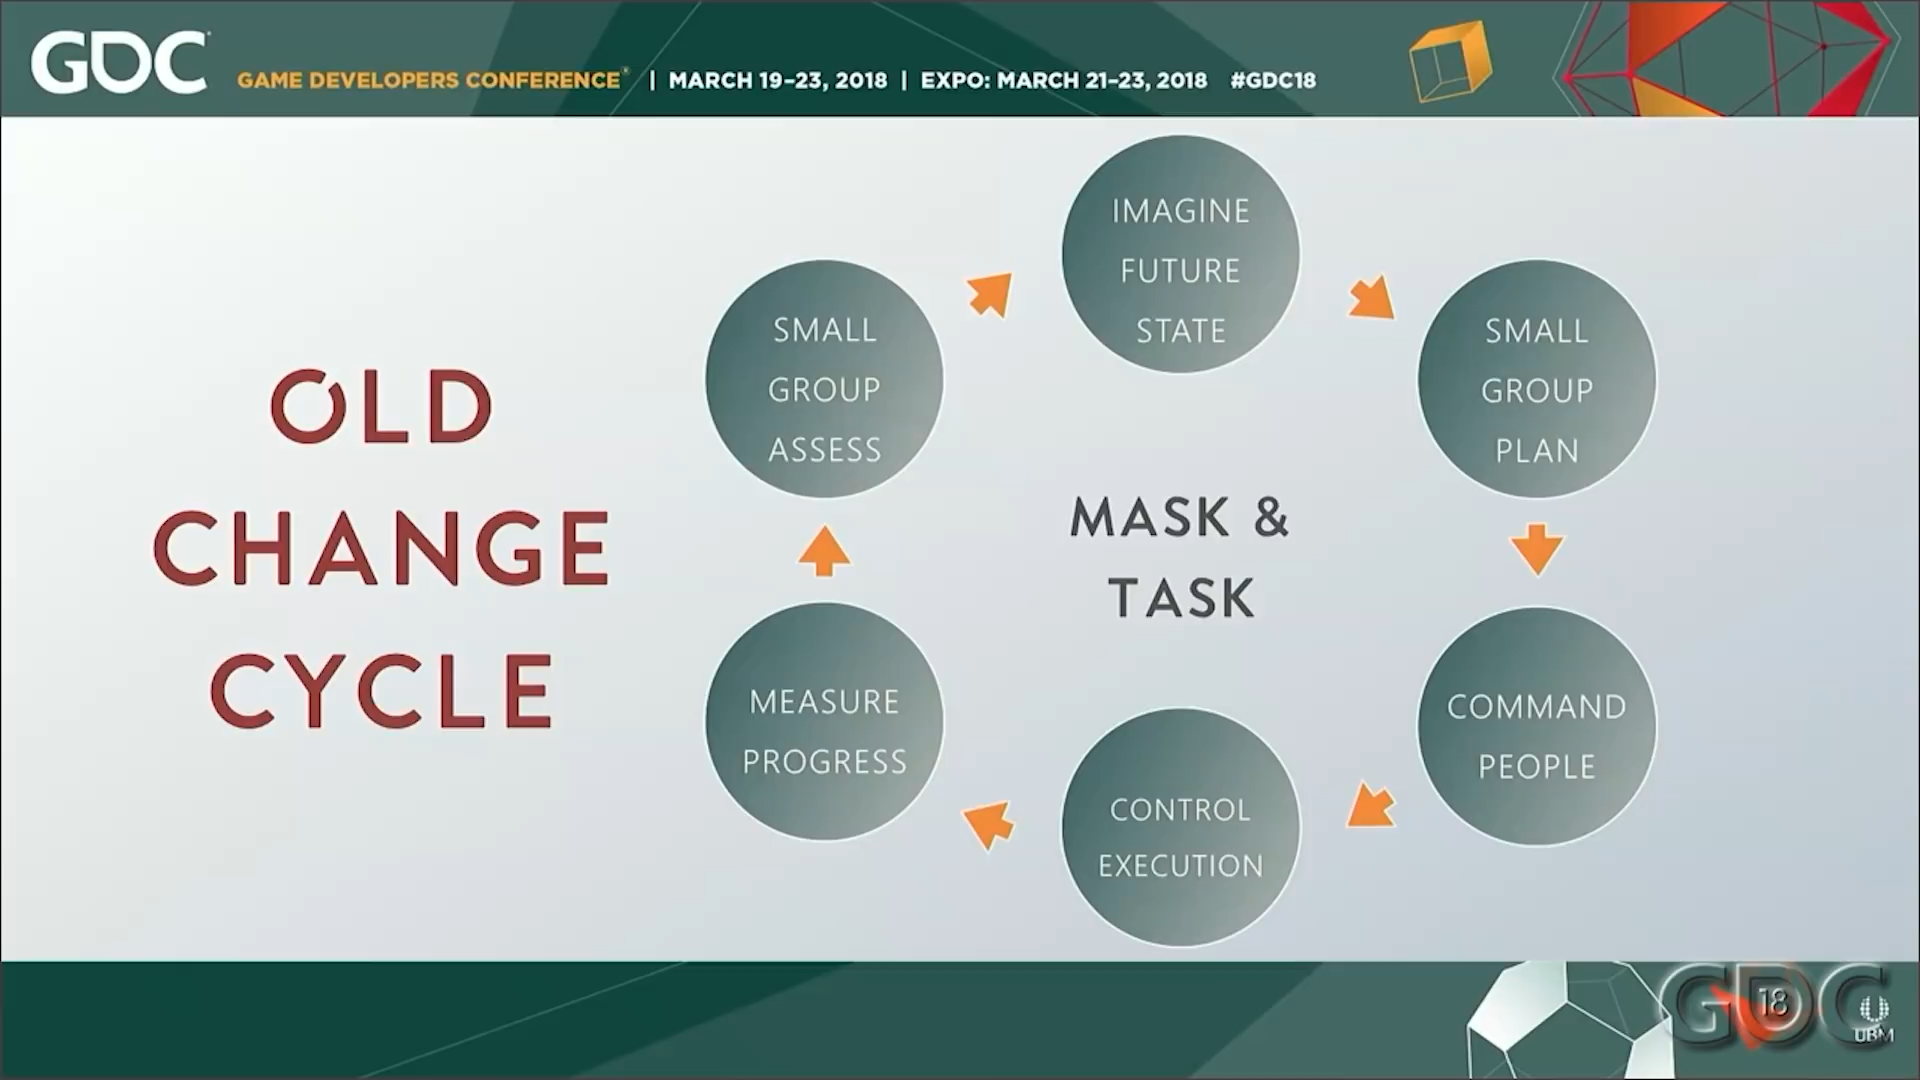 GDC
GAME DEVELOPERS CONFERENCE® | MARCH 19–23, 2018 | EXPO: MARCH 21–23, 2018 #GDC18
OLD
CHANGE
CYCLE
IMAGINE
FUTURE
STATE
SMALL
GROUP
PLAN
COMMAND
PEOPLE
CONTROL
EXECUTION
MEASURE
PROGRESS
SMALL
GROUP
ASSESS
MASK &
TASK
GDC
18
UBM